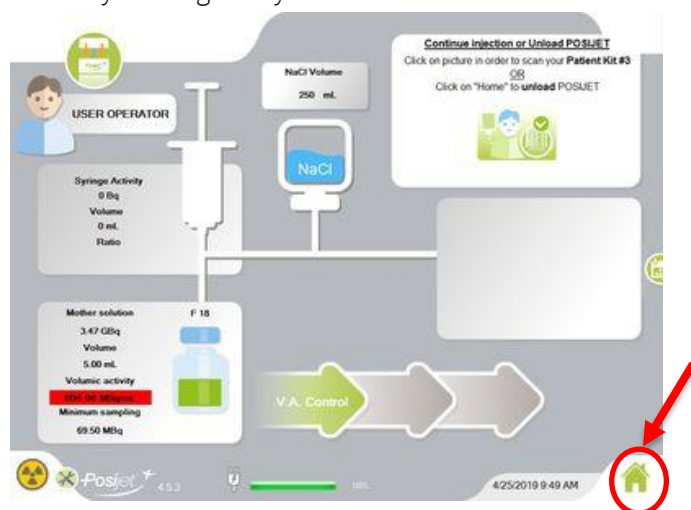 Continue injection or Unload POSIJET
Click on picture in order to scan your Patient Kit #3
OR
Click on "Home" to unload POSIJET
NaCl Volume
250 mL
USER OPERATOR
NaCl
Syringe Activity
0 Bq
Volume
0 mL
Ratio
Mother solution
F 18
3.47 GBq
Volume
5.00 mL
Volumic activity
Minimum sampling
69.50 MBq
V.A. Control
Posijet+ 4.5.3
100%
4/25/2019 9:49 AM